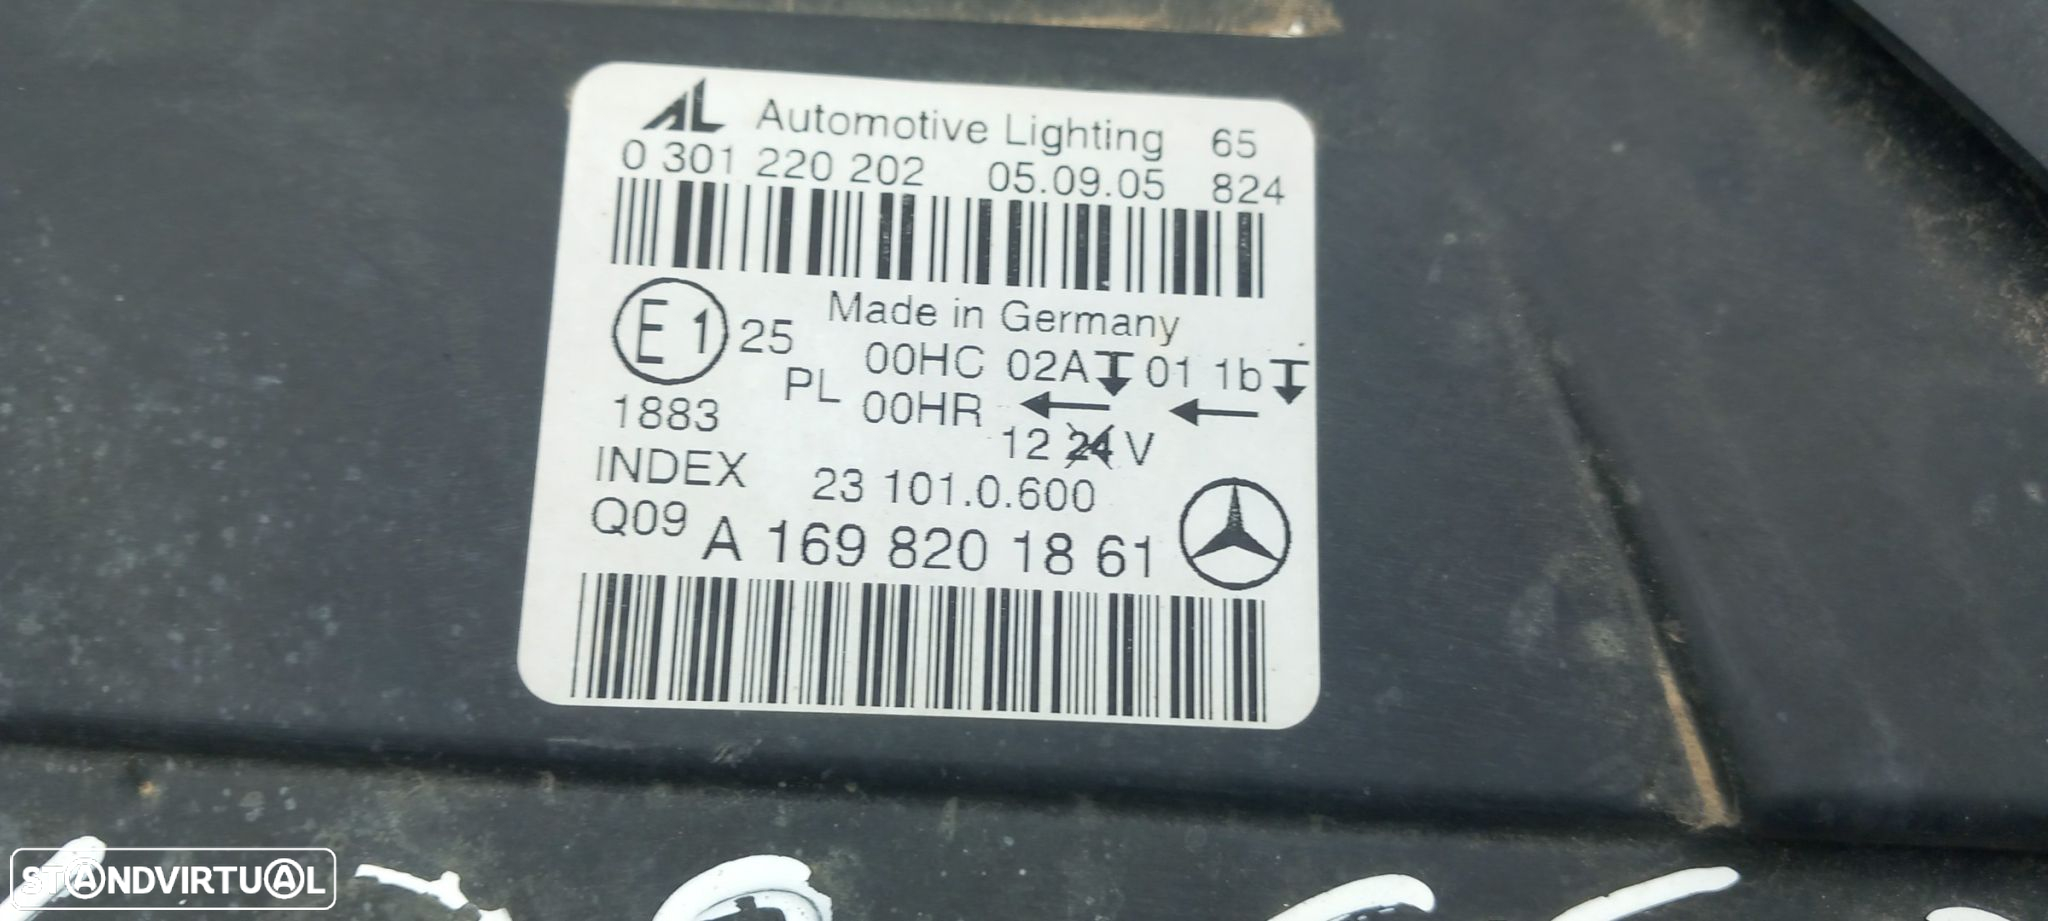 AL Automotive Lighting 65
0 301 220 202 05.09.05 824
Made in Germany
E1 25 00HC 02A 01 1b
PL 00HR
1883
12 24 V
INDEX 23 101.0.600
Q09 A 169 820 18 61
STANDVIRTUAL